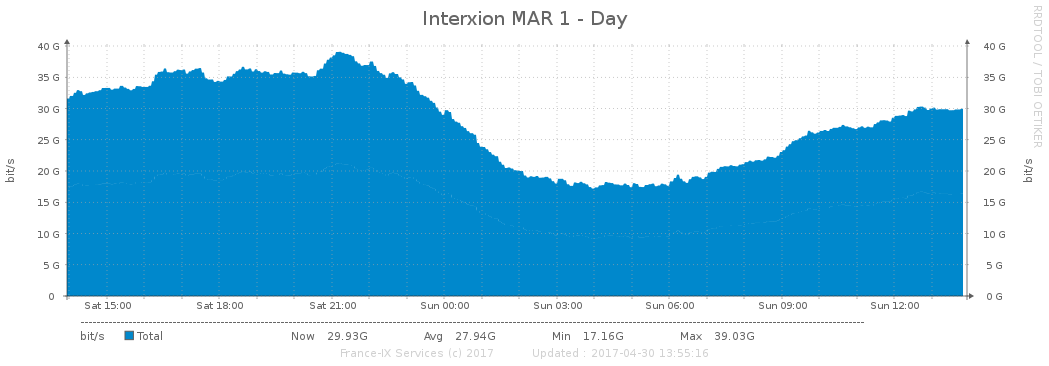 Interxion MAR 1 - Day
RRDTOOL / TOBI OETIKER
bit/s
bit/s
40 G 40 G
35 G 35 G
30 G 30 G
25 G 25 G
20 G 20 G
15 G 15 G
10 G 10 G
5 G 5 G
0 0 G
Sat 15:00 Sat 18:00 Sat 21:00 Sun 00:00 Sun 03:00 Sun 06:00 Sun 09:00 Sun 12:00
bit/s Total Now 29.93G Avg 27.94G Min 17.16G Max 39.03G
France-IX Services (c) 2017 Updated : 2017-04-30 13:55:16